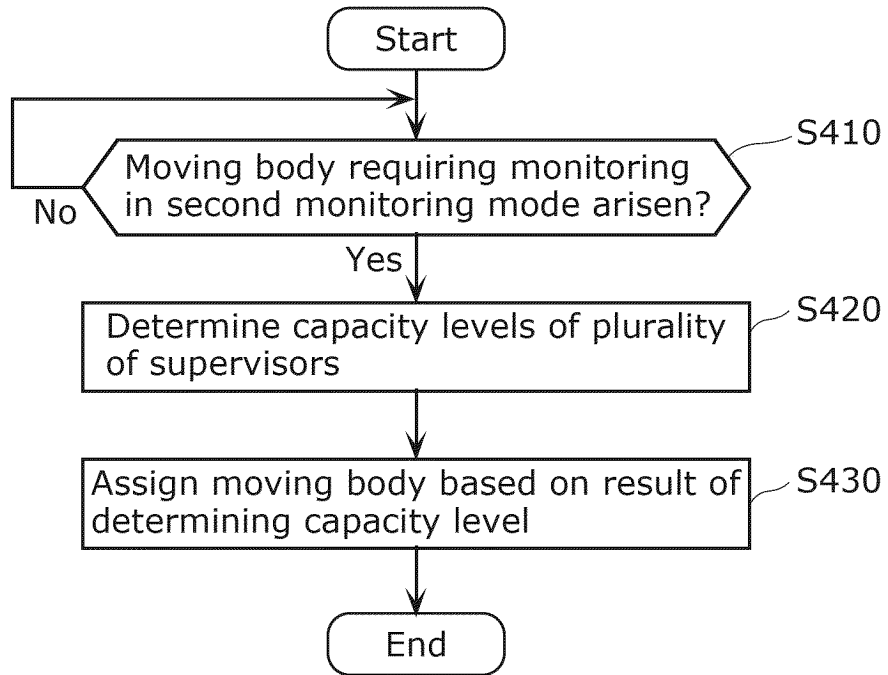 Start
S410
Moving body requiring monitoring
in second monitoring mode arisen?
No
Yes
S420
Determine capacity levels of plurality
of supervisors
S430
Assign moving body based on result of
determining capacity level
End